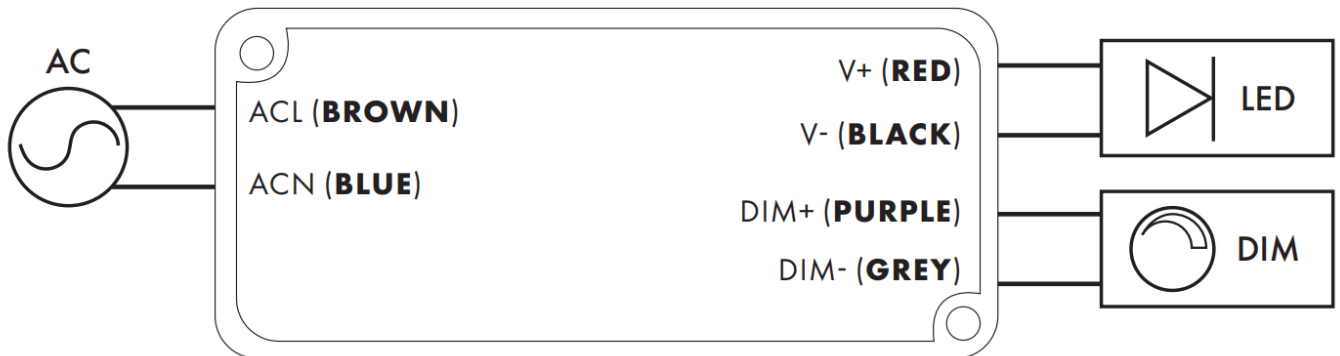 AC
ACL (BROWN)
ACN (BLUE)
V+ (RED)
V- (BLACK)
DIM+ (PURPLE)
DIM- (GREY)
LED
DIM